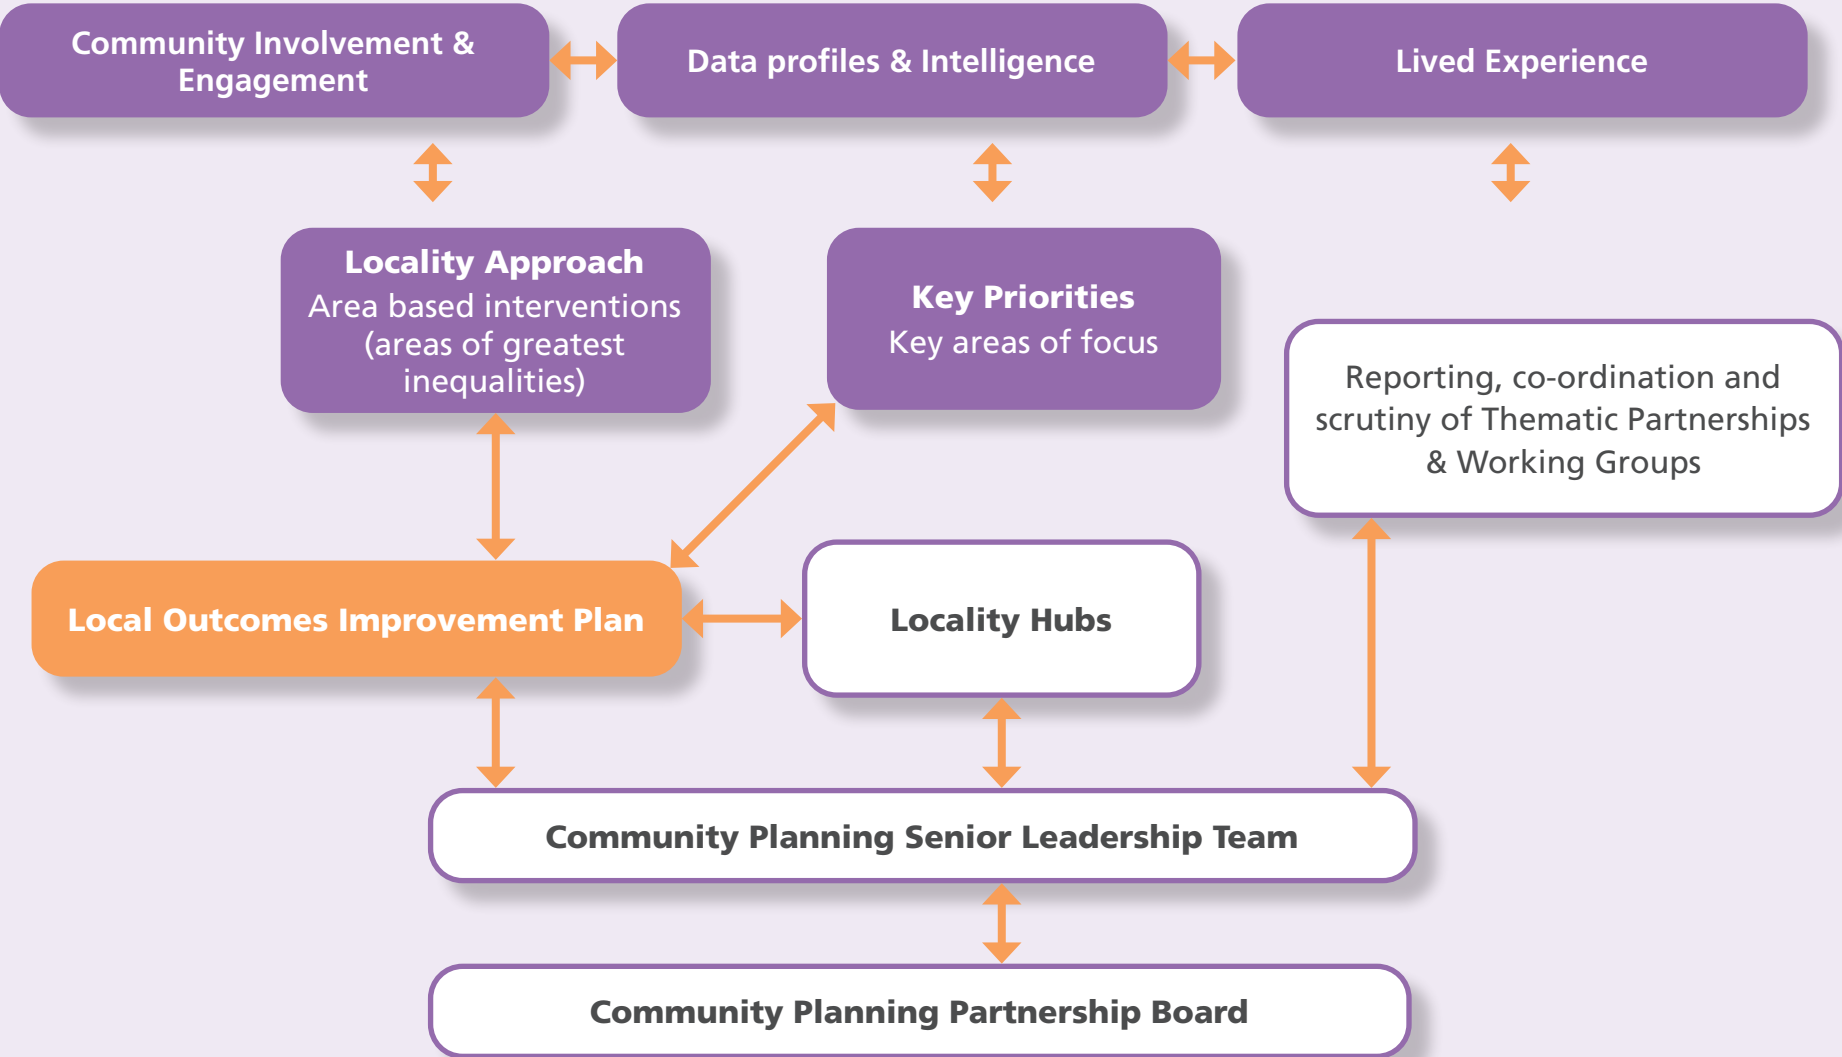 Community Involvement &
Engagement
Data profiles & Intelligence
Lived Experience
Locality Approach
Area based interventions
(areas of greatest
inequalities)
Key Priorities
Key areas of focus
Reporting, co-ordination and
scrutiny of Thematic Partnerships
& Working Groups
Local Outcomes Improvement Plan
Locality Hubs
Community Planning Senior Leadership Team
Community Planning Partnership Board